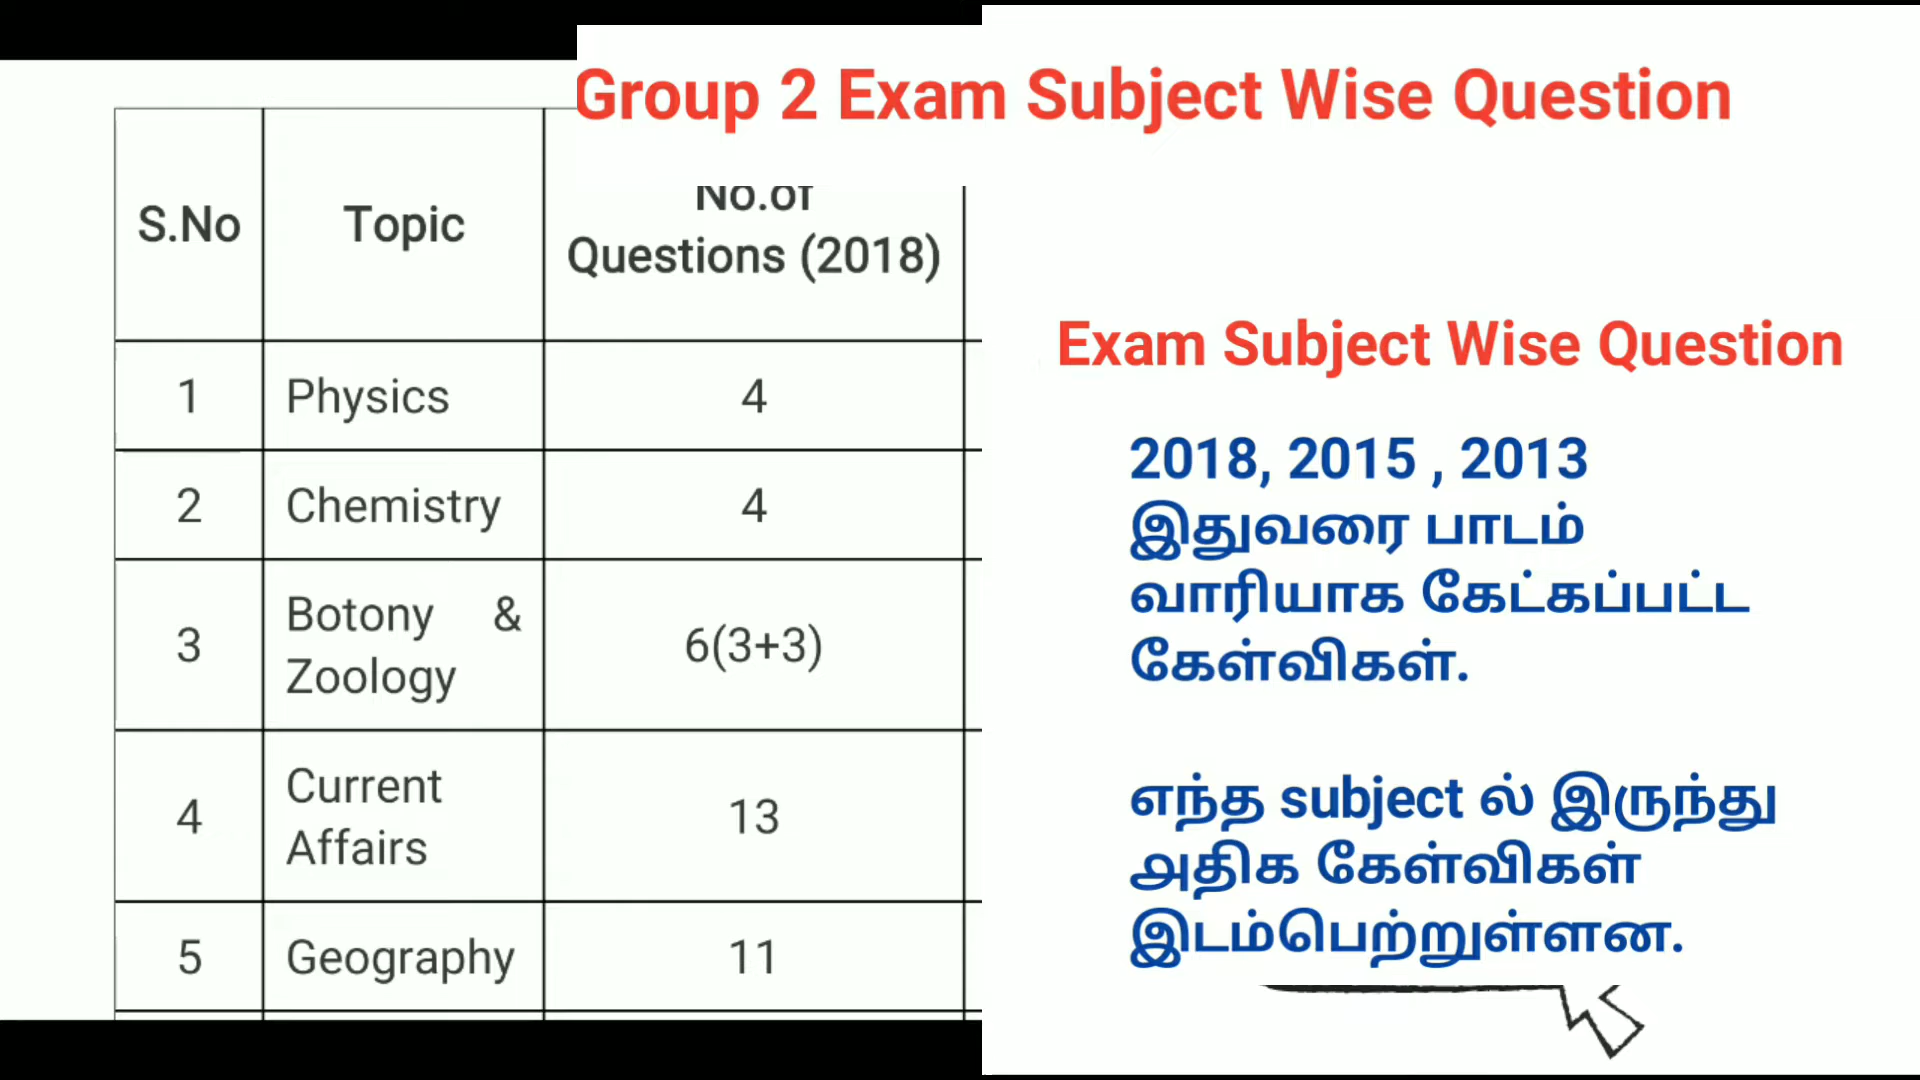 Group 2 Exam Subject Wise Question
S.No Topic No.of Questions (2018)
1 Physics 4
2 Chemistry 4
3 Botony & Zoology 6(3+3)
4 Current Affairs 13
5 Geography 11
Exam Subject Wise Question
2018, 2015 , 2013
இதுவரை பாடம்
வாரியாக கேட்கப்பட்ட
கேள்விகள்.
எந்த subject ல் இருந்து
அதிக கேள்விகள்
இடம்பெற்றுள்ளன.